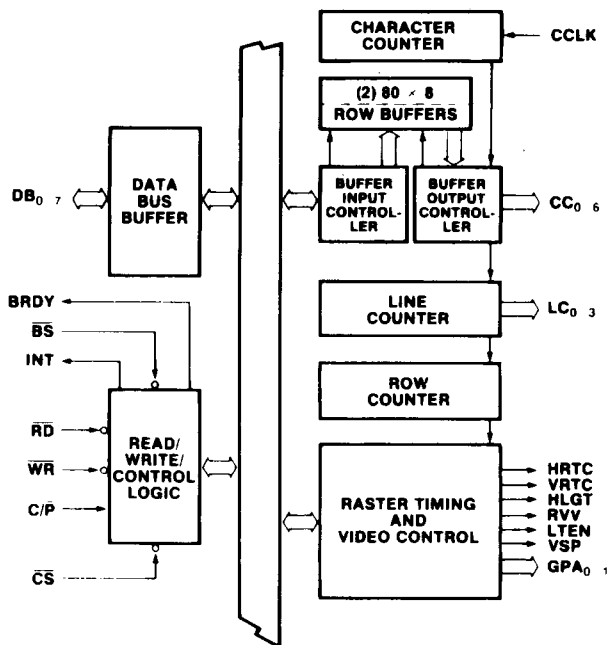 CHARACTER
COUNTER
CCLK
(2) 80 × 8
ROW BUFFERS
DB0 7
DATA
BUS
BUFFER
BUFFER
INPUT
CONTROL-
LER
BUFFER
OUTPUT
CONTROL-
LER
CC0 6
BRDY
BS
INT
LINE
COUNTER
LC0 3
ROW
COUNTER
RD
WR
C/P
CS
READ/
WRITE/
CONTROL
LOGIC
RASTER TIMING
AND
VIDEO CONTROL
HRTC
VRTC
HLGT
RVV
LTEN
VSP
GPA0 1